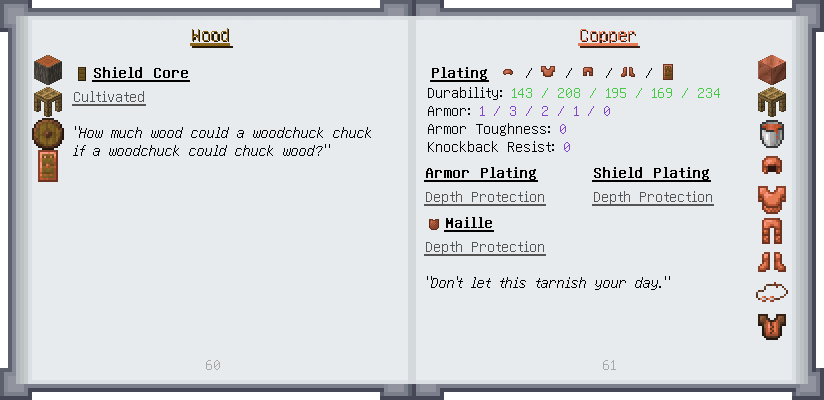 Wood
Shield Core
Cultivated
"How much wood could a woodchuck chuck
if a woodchuck could chuck wood?"
60
Copper
Plating / / / /
Durability: 143 / 208 / 195 / 169 / 234
Armor: 1 / 3 / 2 / 1 / 0
Armor Toughness: 0
Knockback Resist: 0
Armor Plating Shield Plating
Depth Protection Depth Protection
Maille
Depth Protection
"Don't let this tarnish your day."
61